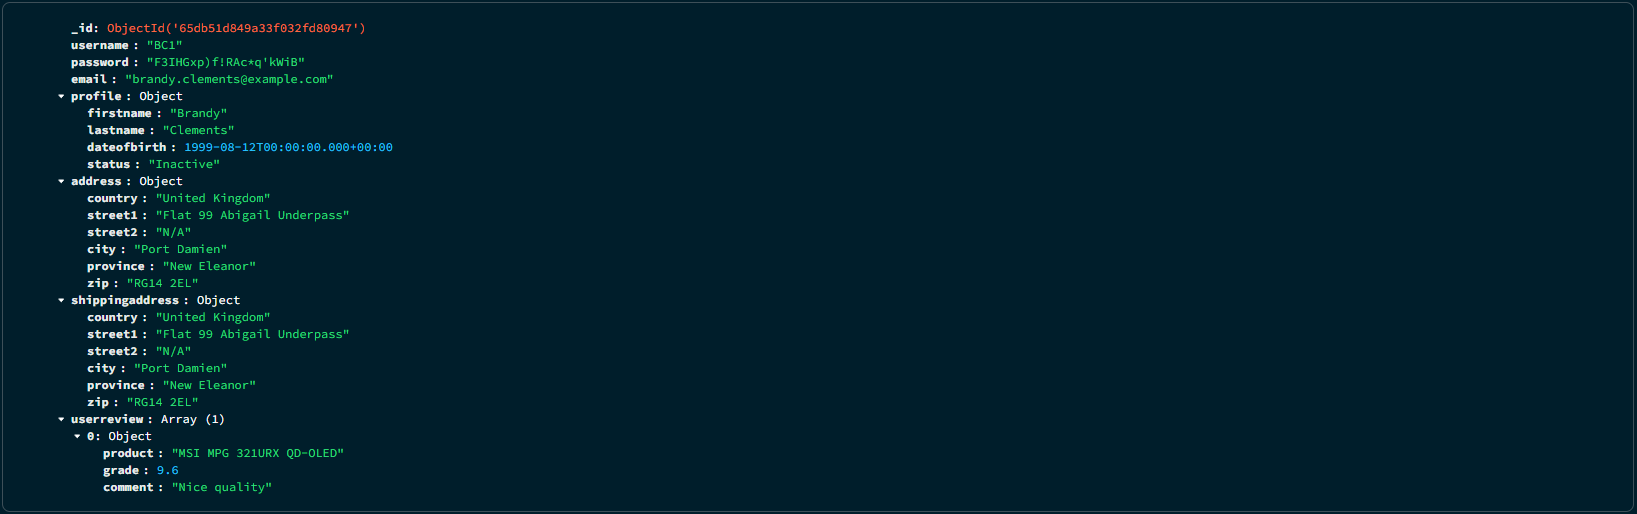 _id: ObjectId('65db51d849a33f032fd80947')
username : "BC1"
password : "F3IHGxp)f!RAc*q'kWiB"
email : "brandy.clements@example.com"
profile : Object
firstname : "Brandy"
lastname : "Clements"
dateofbirth : 1999-08-12T00:00:00.000+00:00
status : "Inactive"
address : Object
country : "United Kingdom"
street1 : "Flat 99 Abigail Underpass"
street2 : "N/A"
city : "Port Damien"
province : "New Eleanor"
zip : "RG14 2EL"
shippingaddress : Object
country : "United Kingdom"
street1 : "Flat 99 Abigail Underpass"
street2 : "N/A"
city : "Port Damien"
province : "New Eleanor"
zip : "RG14 2EL"
userreview : Array (1)
0: Object
product : "MSI MPG 321URX QD-OLED"
grade : 9.6
comment : "Nice quality"